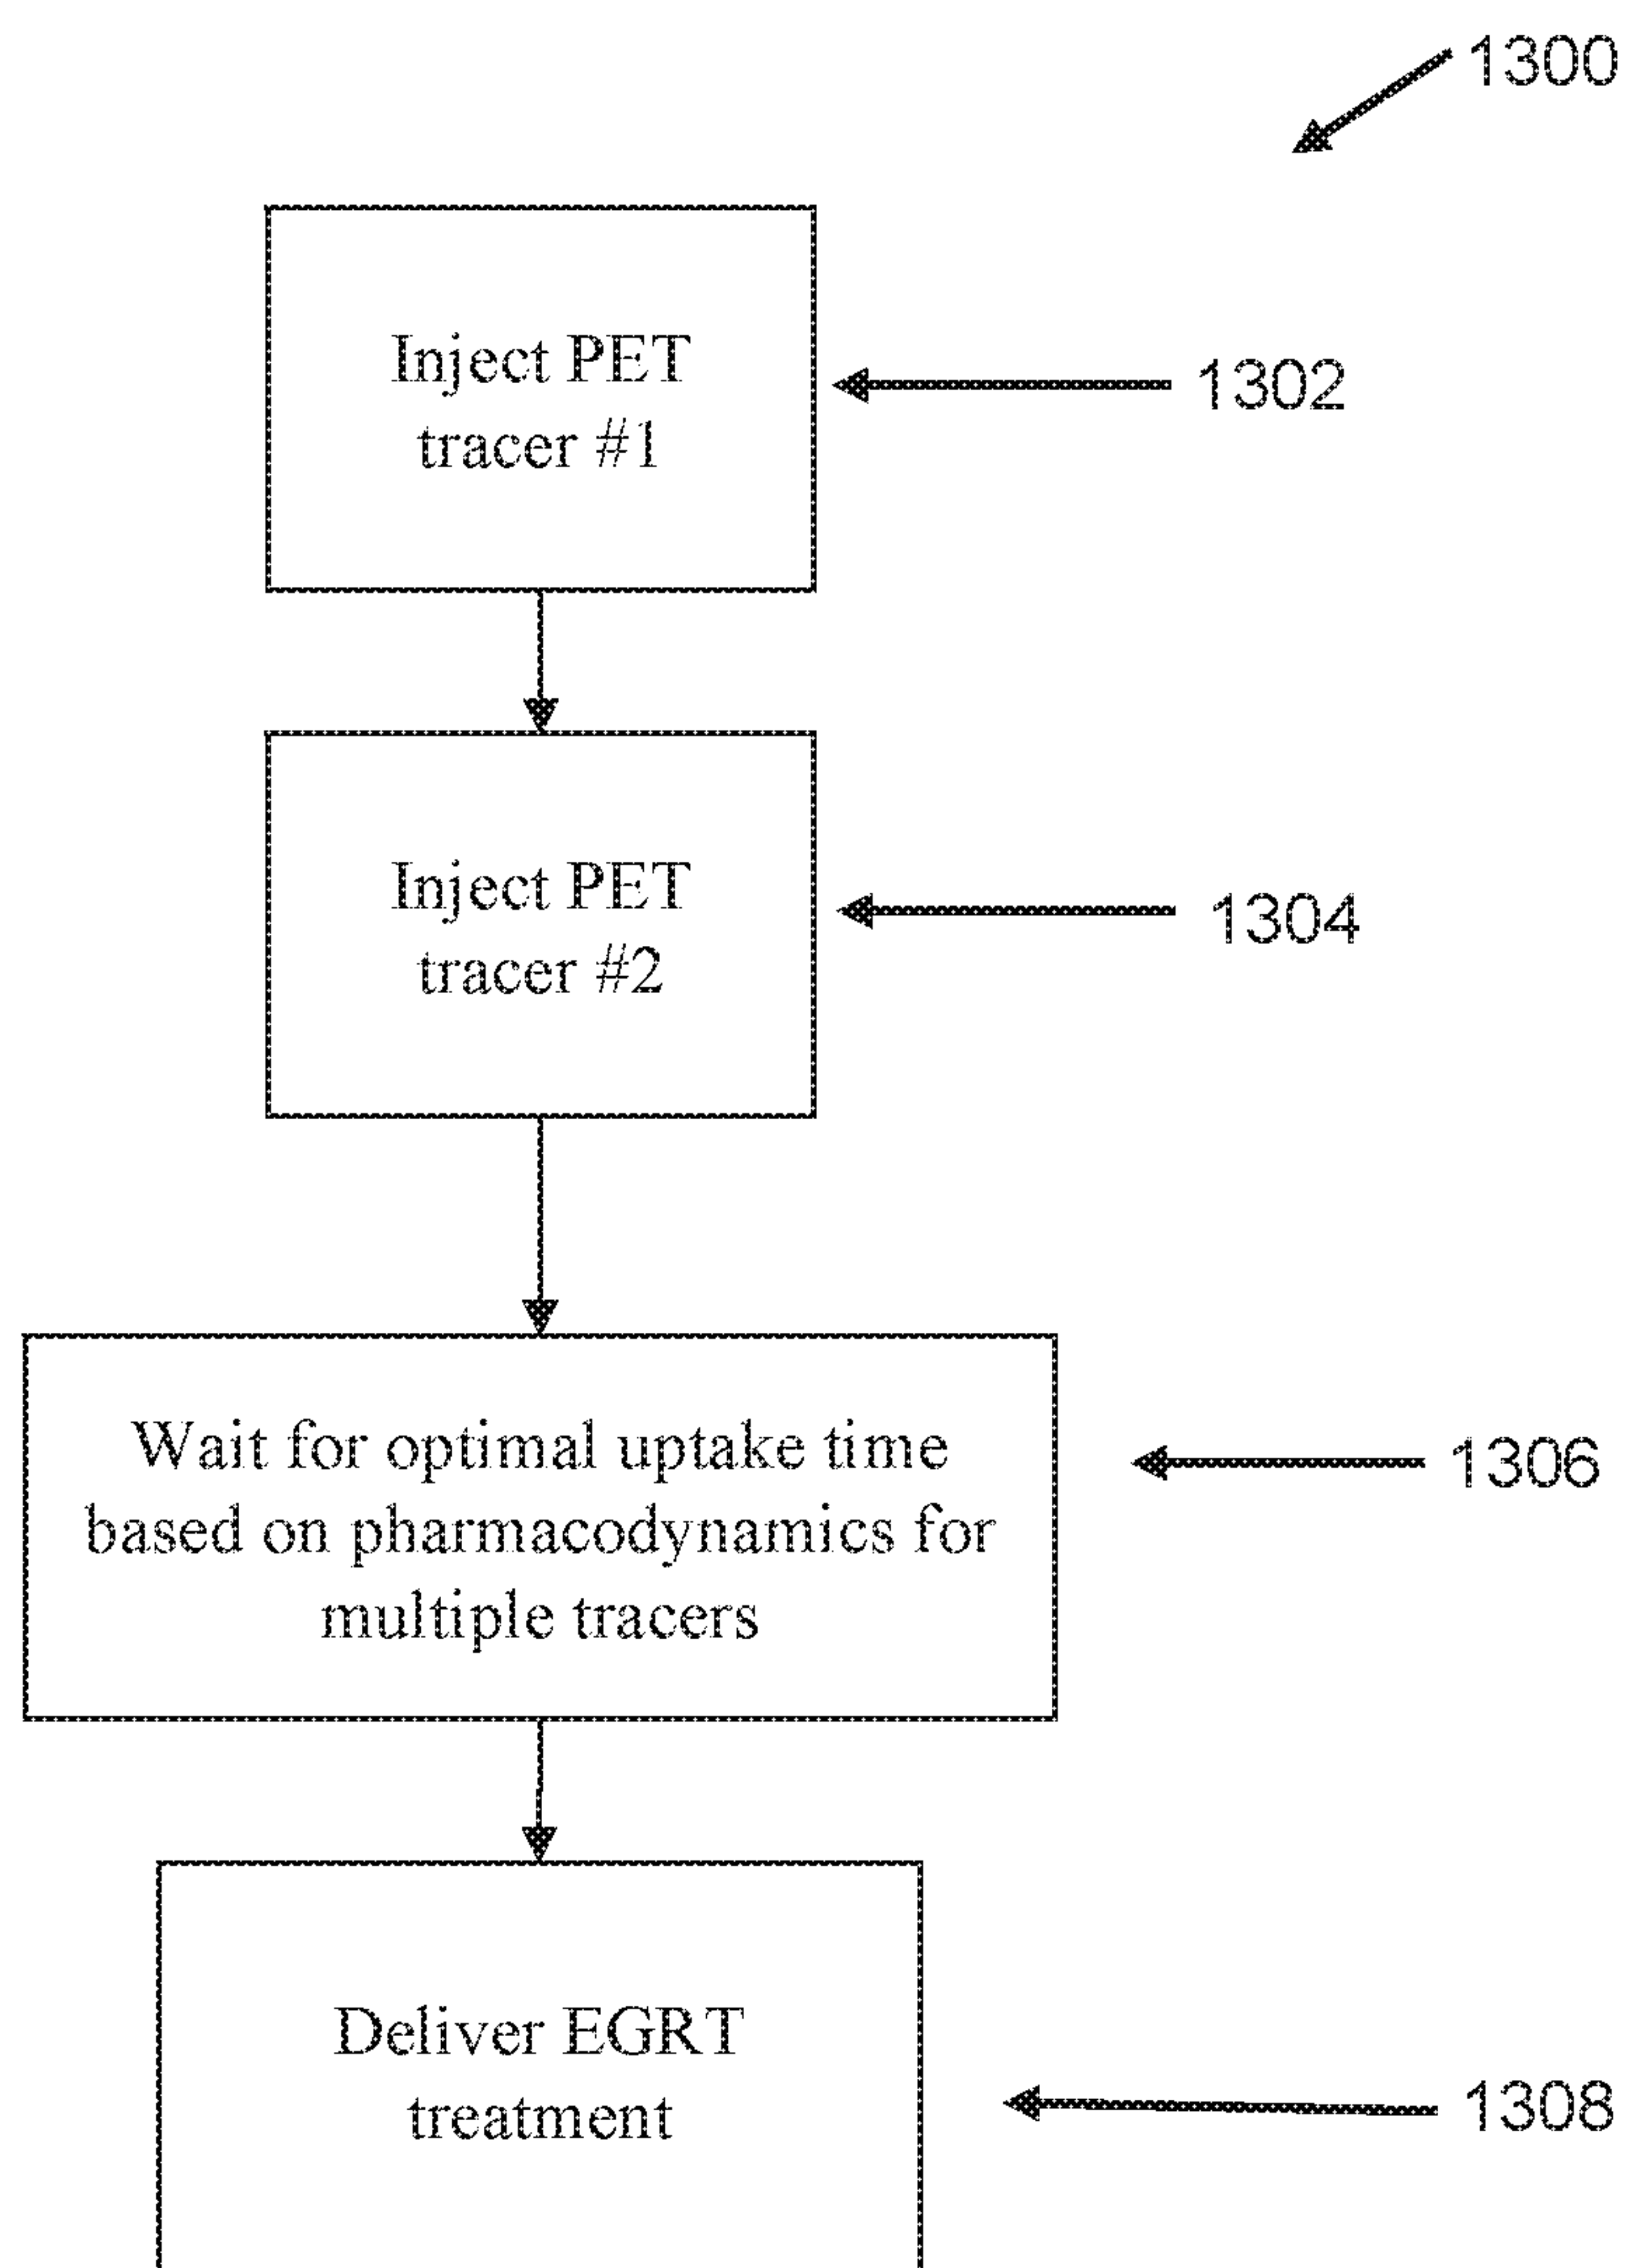 1300
Inject PET
tracer #1
1302
Inject PET
tracer #2
1304
Wait for optimal uptake time
based on pharmacodynamics for
multiple tracers
1306
Deliver EGRT
treatment
1308